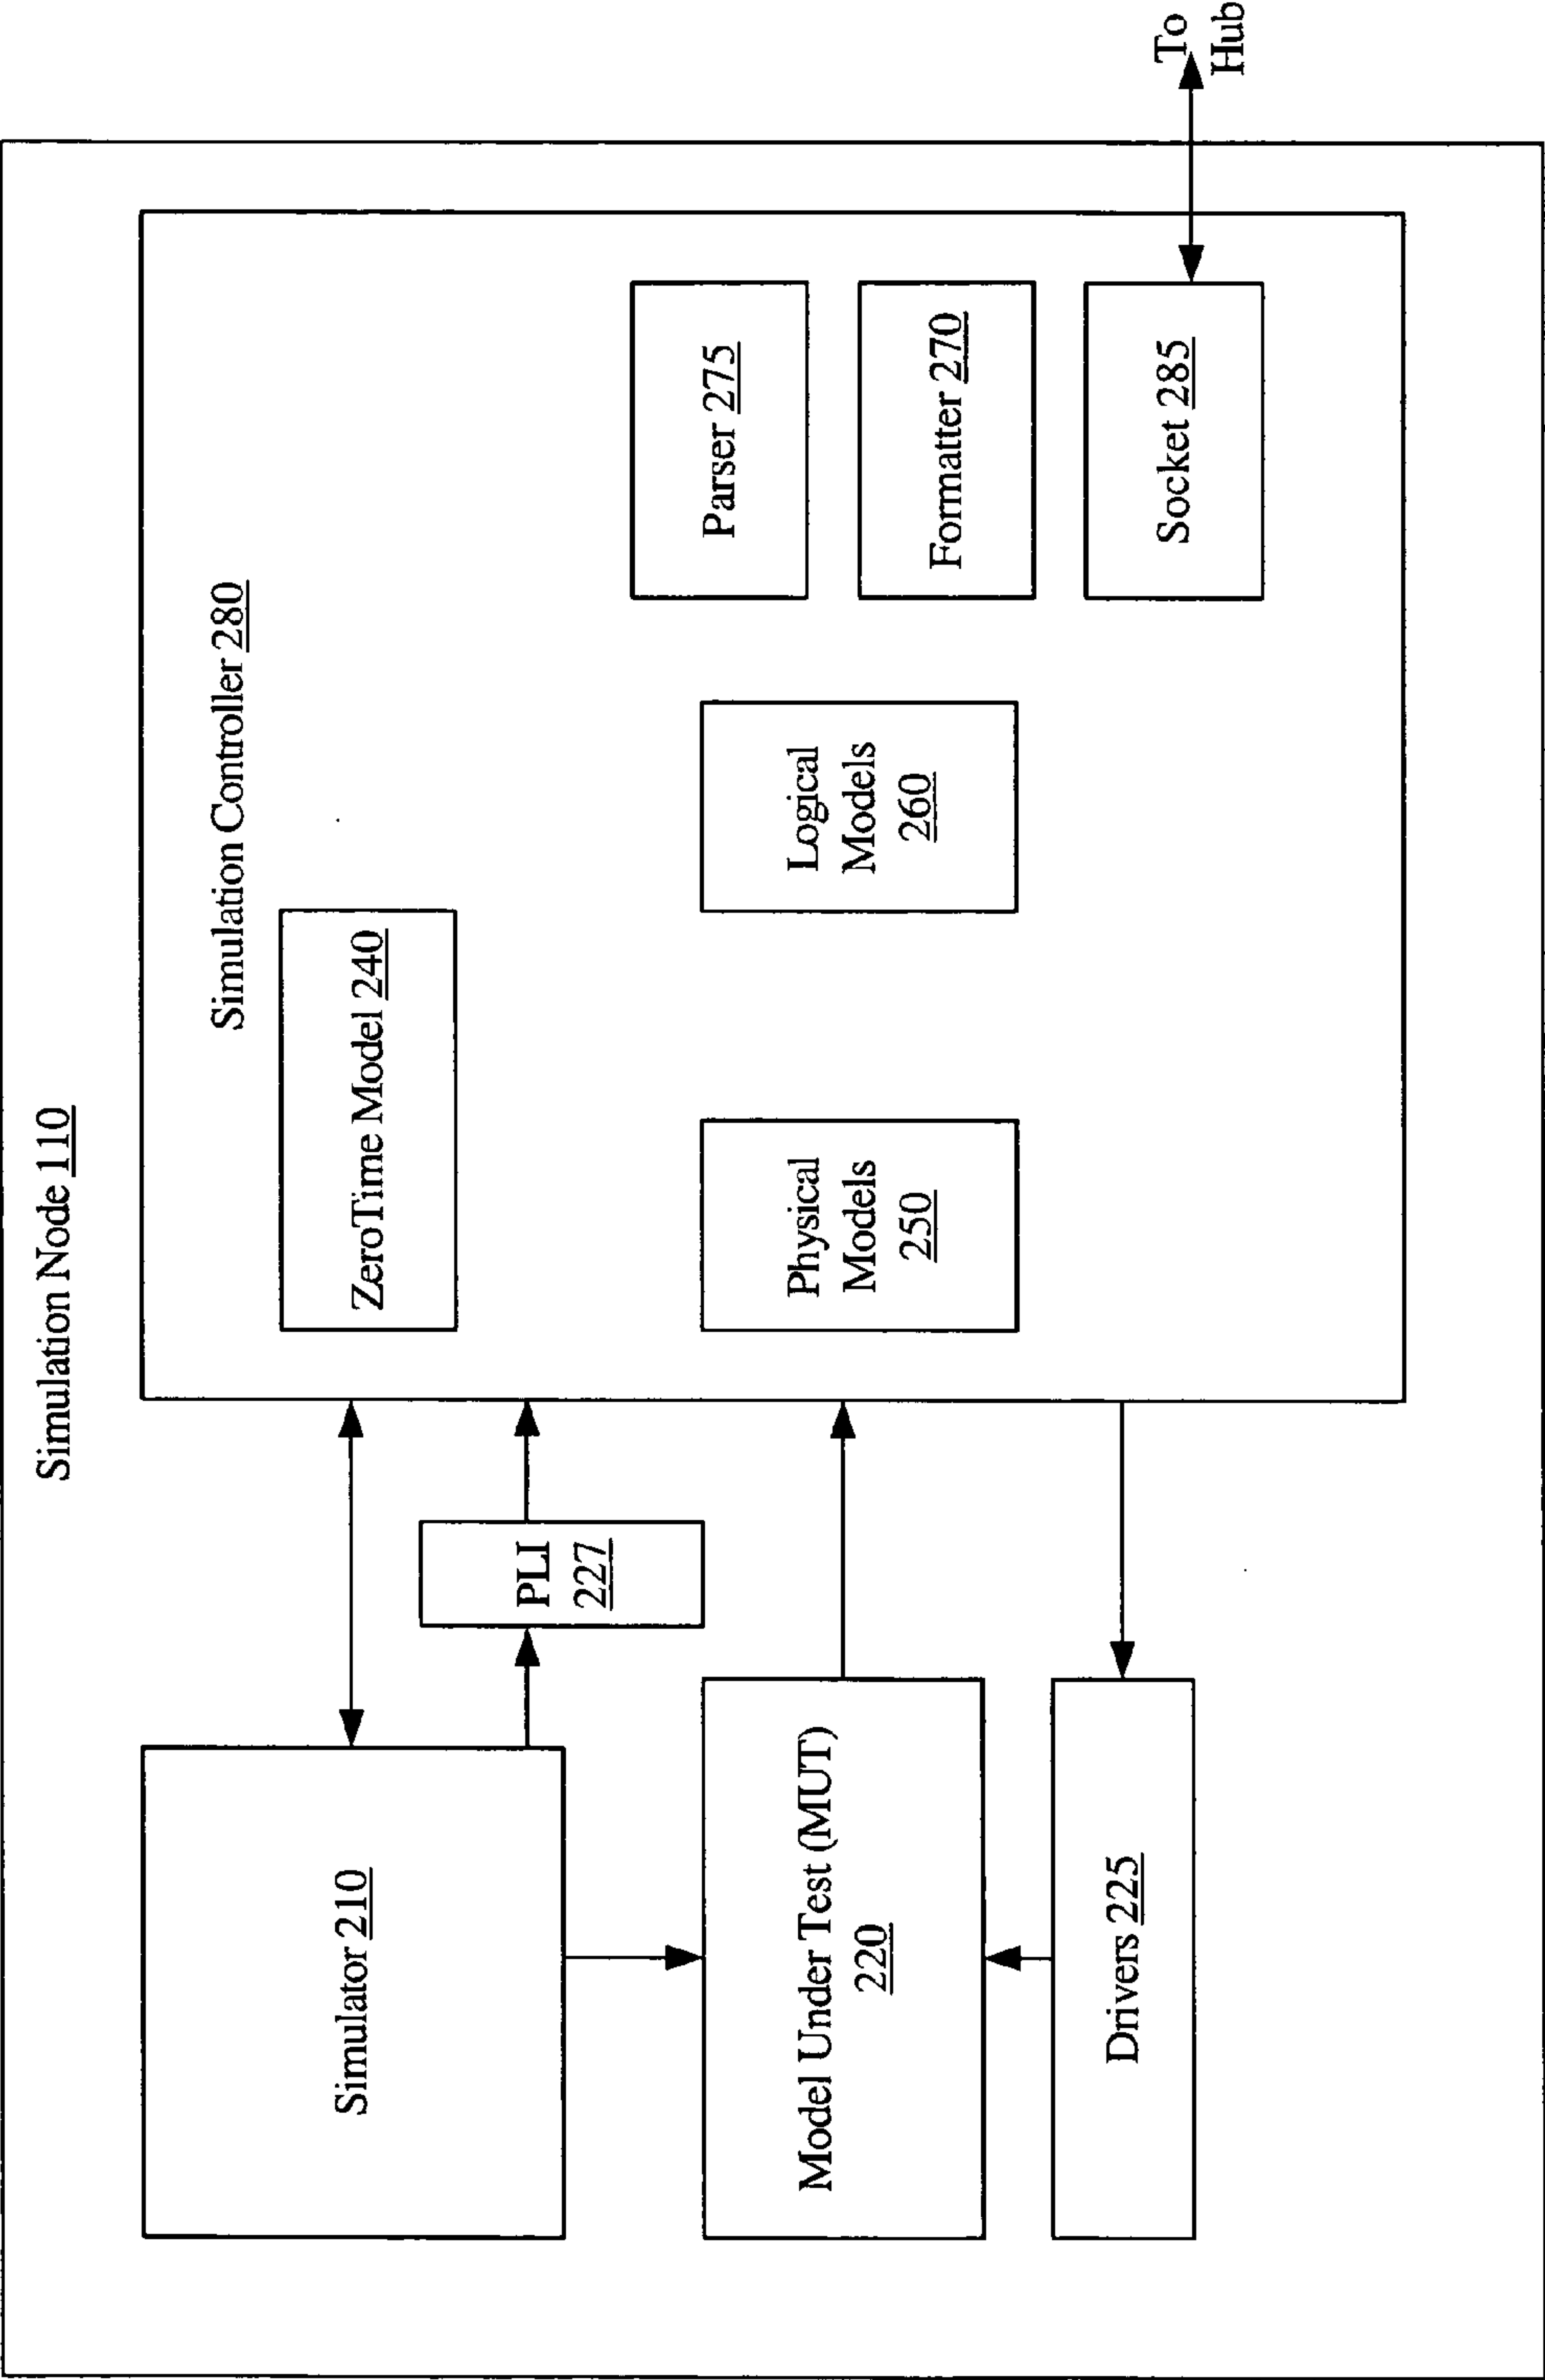 Simulation Node 110
Simulator 210
Model Under Test (MUT)
220
Drivers 225
PLI
227
Simulation Controller 280
ZeroTime Model 240
Physical
Models
250
Logical
Models
260
Parser 275
Formatter 270
Socket 285
To
Hub